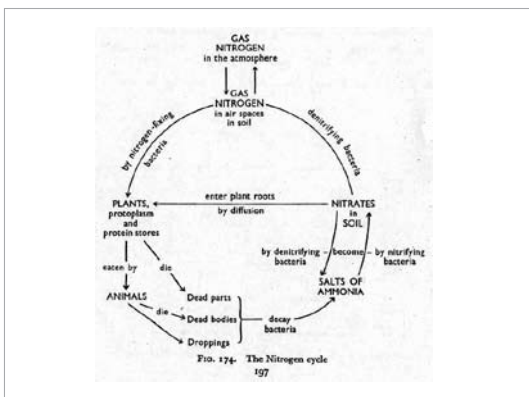 GAS
NITROGEN
in the atmosphere
GAS
NITROGEN
in air spaces
in soil
by nitrogen-fixing
bacteria
denitrifying bacteria
PLANTS,
protoplasm
and
protein stores
enter plant roots
by diffusion
NITRATES
in
SOIL
by denitrifying – become – by nitrifying
bacteria
bacteria
eaten by
die
SALTS OF
AMMONIA
ANIMALS
die
Dead parts
Dead bodies
Droppings
decay
bacteria
FIG. 174. The Nitrogen cycle
197